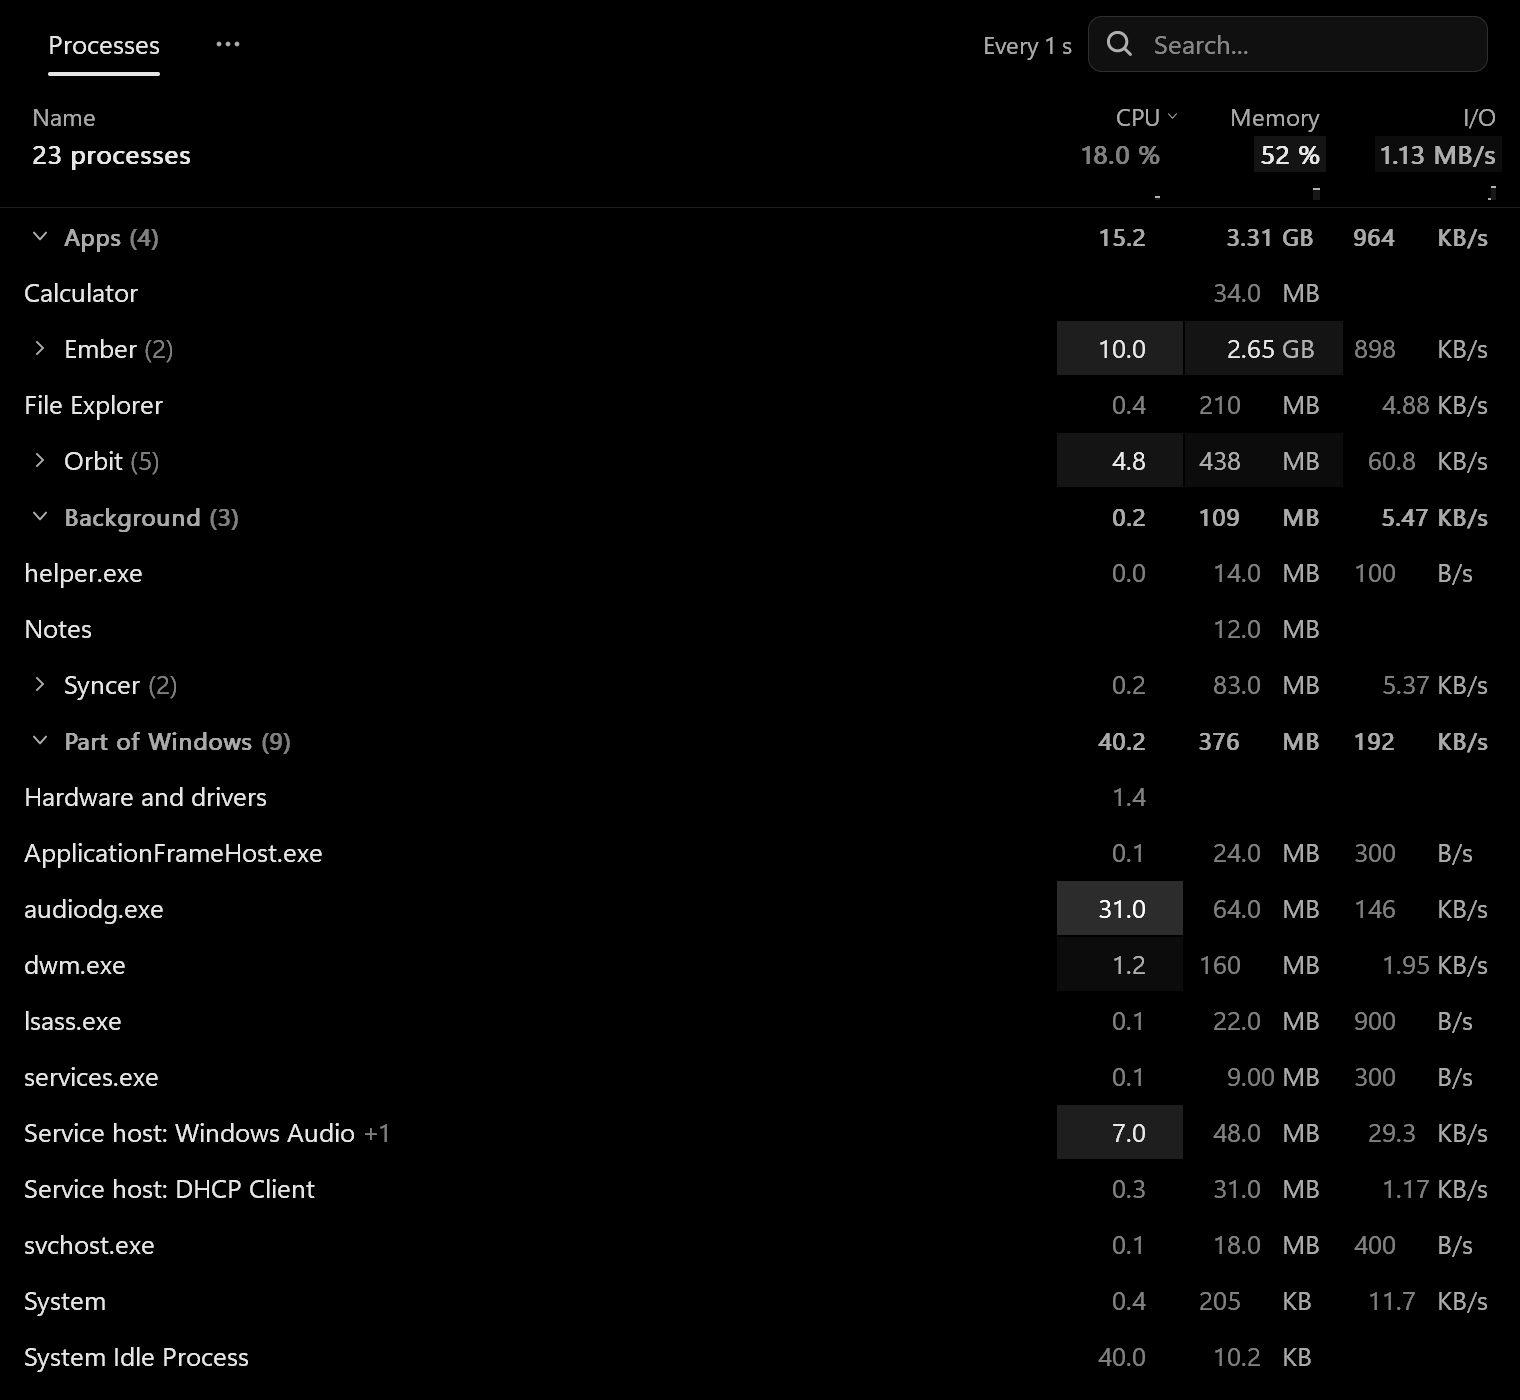 Processes ... Every 1 s Search...
Name CPU Memory I/O
23 processes 18.0 % 52 % 1.13 MB/s
Apps (4) 15.2 3.31 GB 964 KB/s
Calculator 34.0 MB
Ember (2) 10.0 2.65 GB 898 KB/s
File Explorer 0.4 210 MB 4.88 KB/s
Orbit (5) 4.8 438 MB 60.8 KB/s
Background (3) 0.2 109 MB 5.47 KB/s
helper.exe 0.0 14.0 MB 100 B/s
Notes 12.0 MB
Syncer (2) 0.2 83.0 MB 5.37 KB/s
Part of Windows (9) 40.2 376 MB 192 KB/s
Hardware and drivers 1.4
ApplicationFrameHost.exe 0.1 24.0 MB 300 B/s
audiodg.exe 31.0 64.0 MB 146 KB/s
dwm.exe 1.2 160 MB 1.95 KB/s
lsass.exe 0.1 22.0 MB 900 B/s
services.exe 0.1 9.00 MB 300 B/s
Service host: Windows Audio +1 7.0 48.0 MB 29.3 KB/s
Service host: DHCP Client 0.3 31.0 MB 1.17 KB/s
svchost.exe 0.1 18.0 MB 400 B/s
System 0.4 205 KB 11.7 KB/s
System Idle Process 40.0 10.2 KB